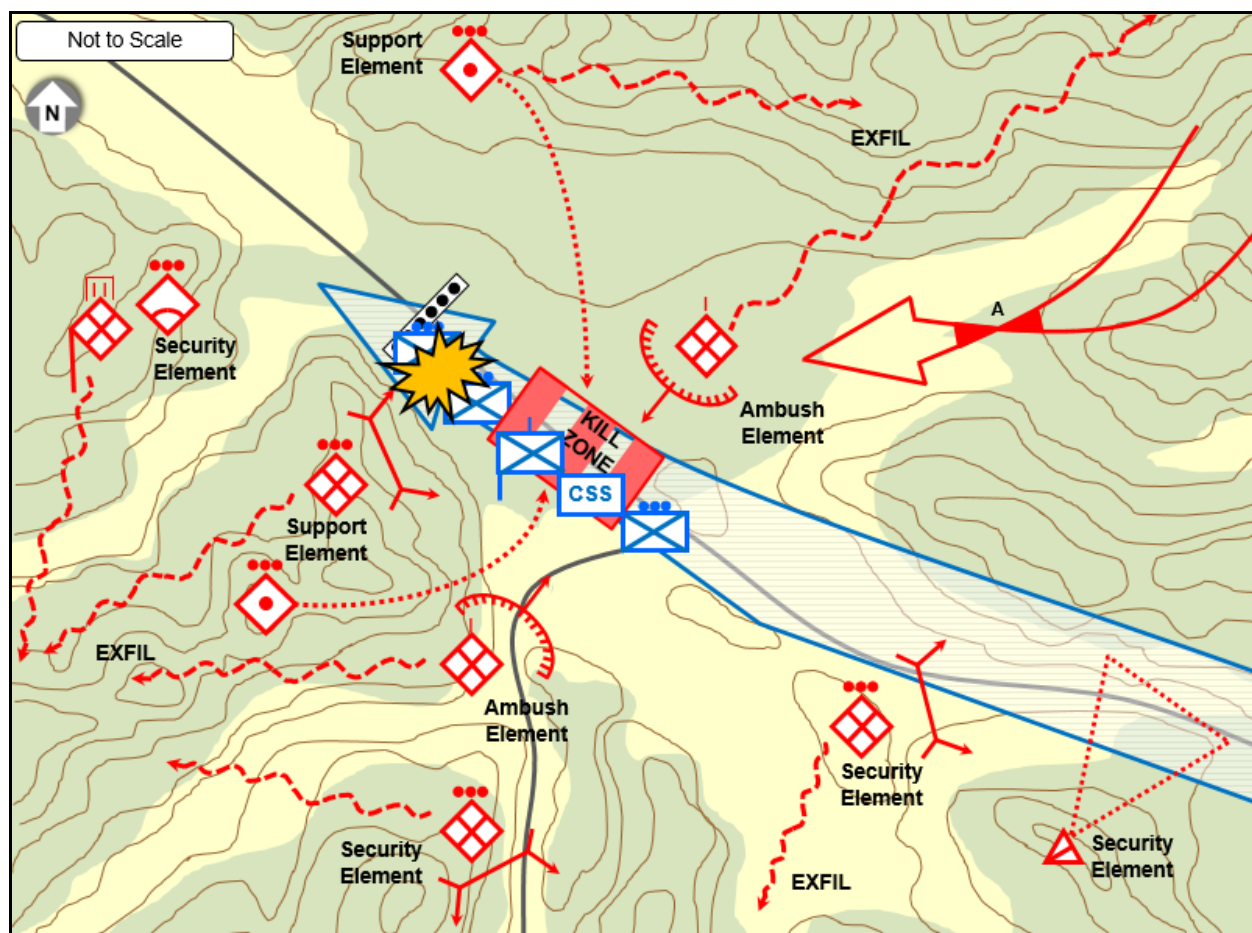 Not to Scale
N
Support
Element
EXFIL
A
Security
Element
Ambush
Element
KILL
ZONE
CSS
Support
Element
EXFIL
Ambush
Element
Security
Element
Security
Element
EXFIL
Security
Element